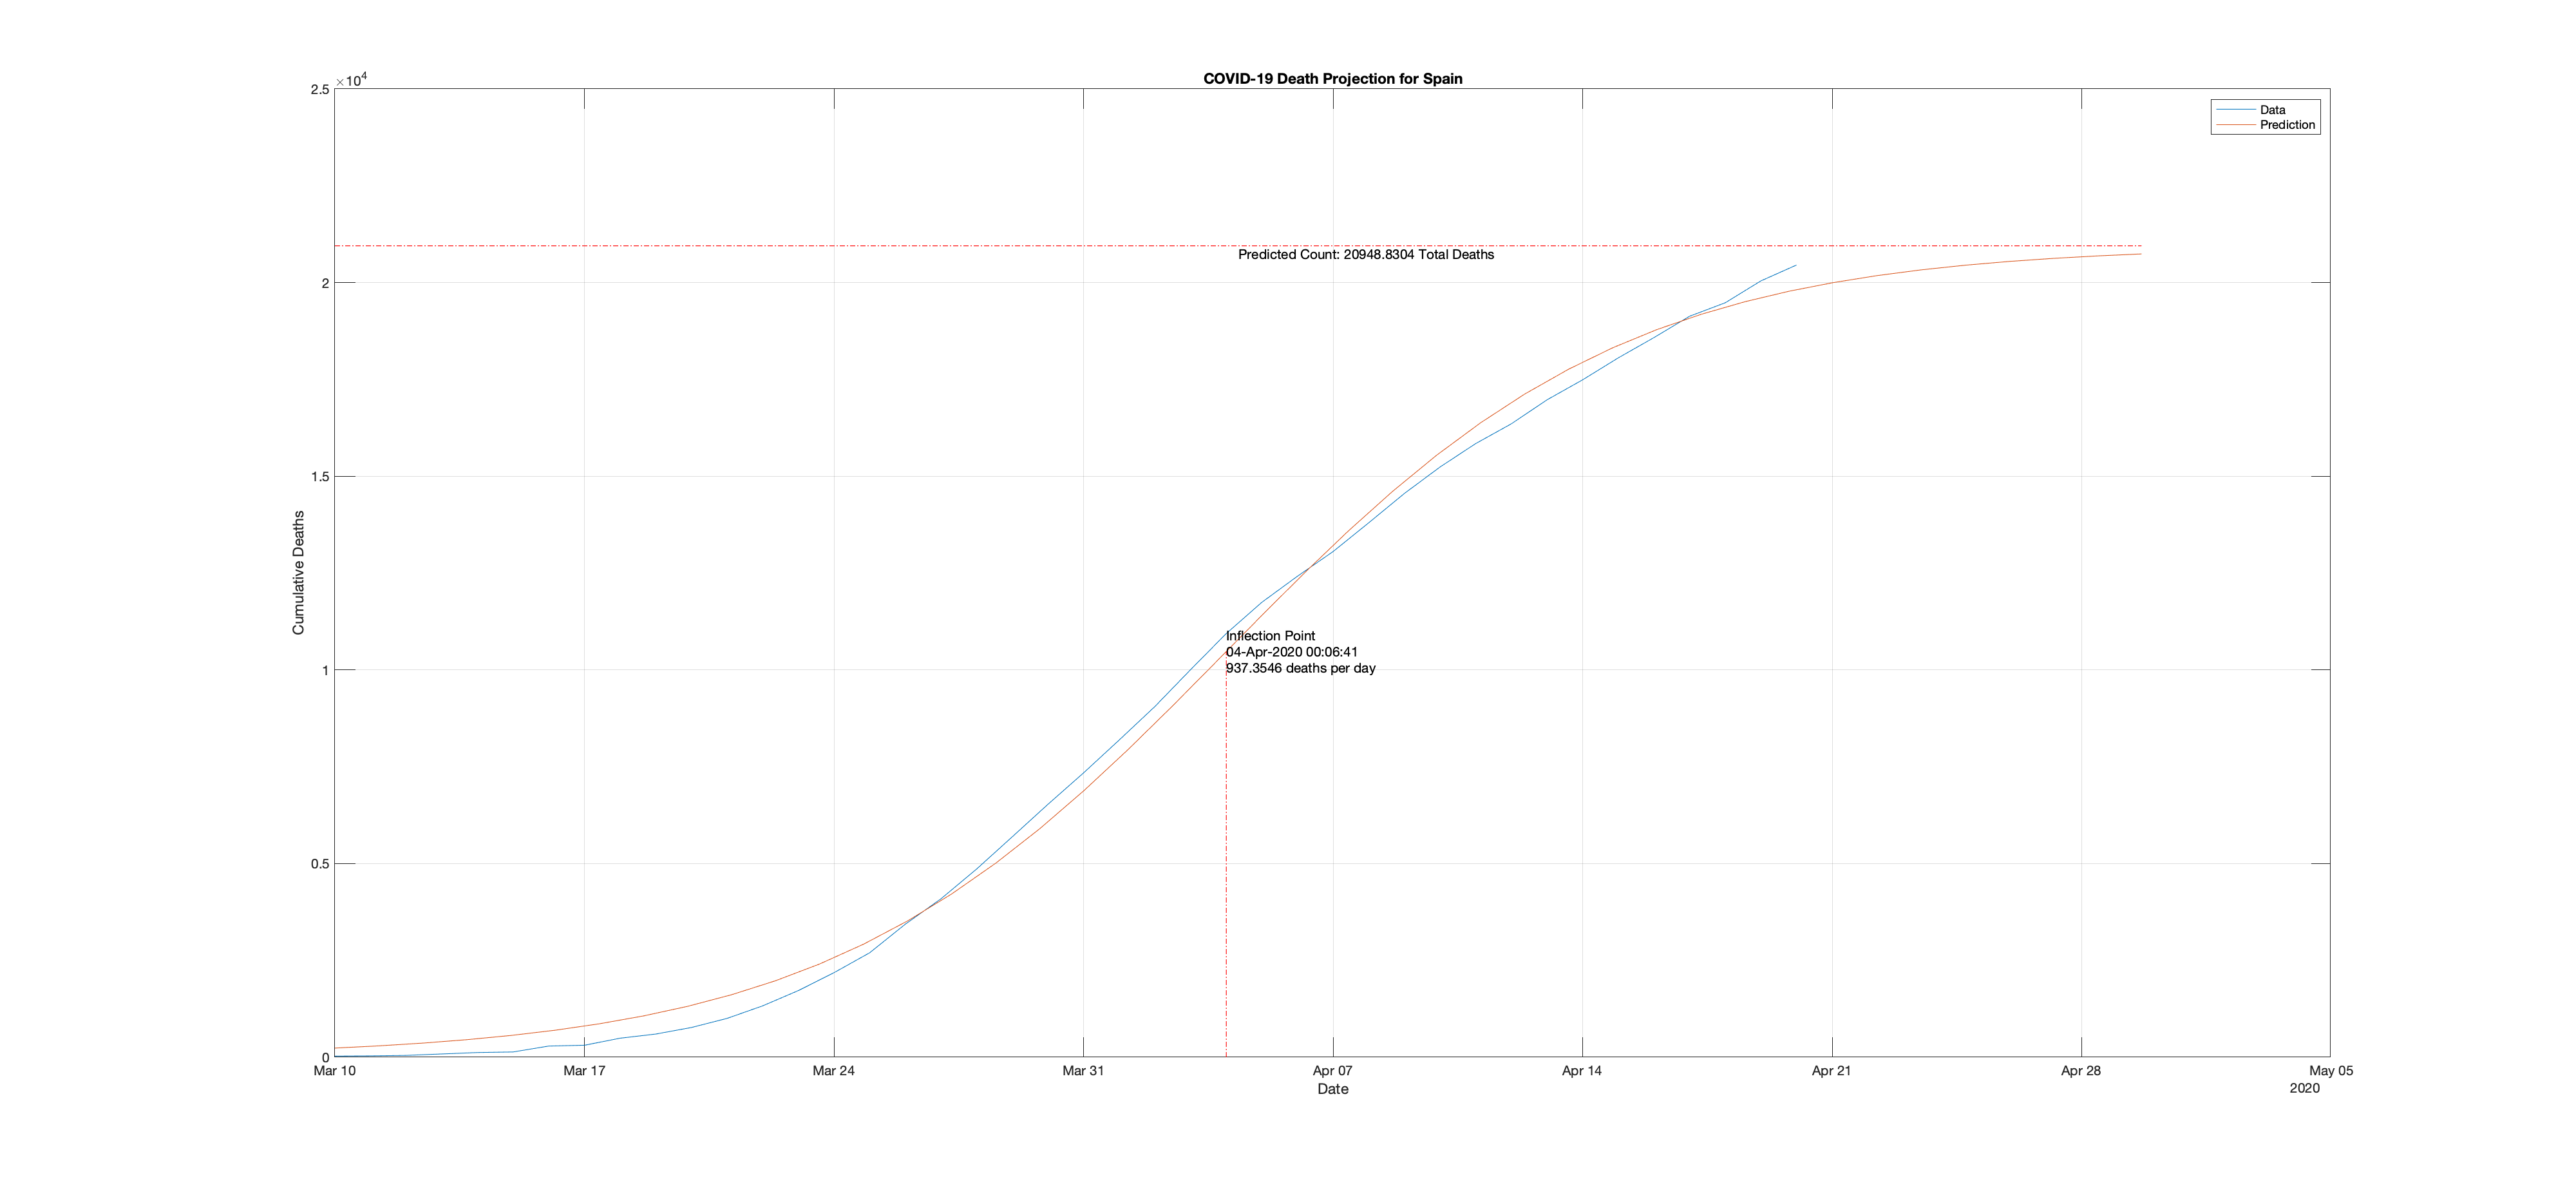 COVID-19 Death Projection for Spain
×10^4
2.5
2
1.5
1
0.5
0
Cumulative Deaths
Data
Prediction
Predicted Count: 20948.8304 Total Deaths
Inflection Point
04-Apr-2020 00:06:41
937.3546 deaths per day
Mar 10 Mar 17 Mar 24 Mar 31 Apr 07 Apr 14 Apr 21 Apr 28 May 05
Date
2020